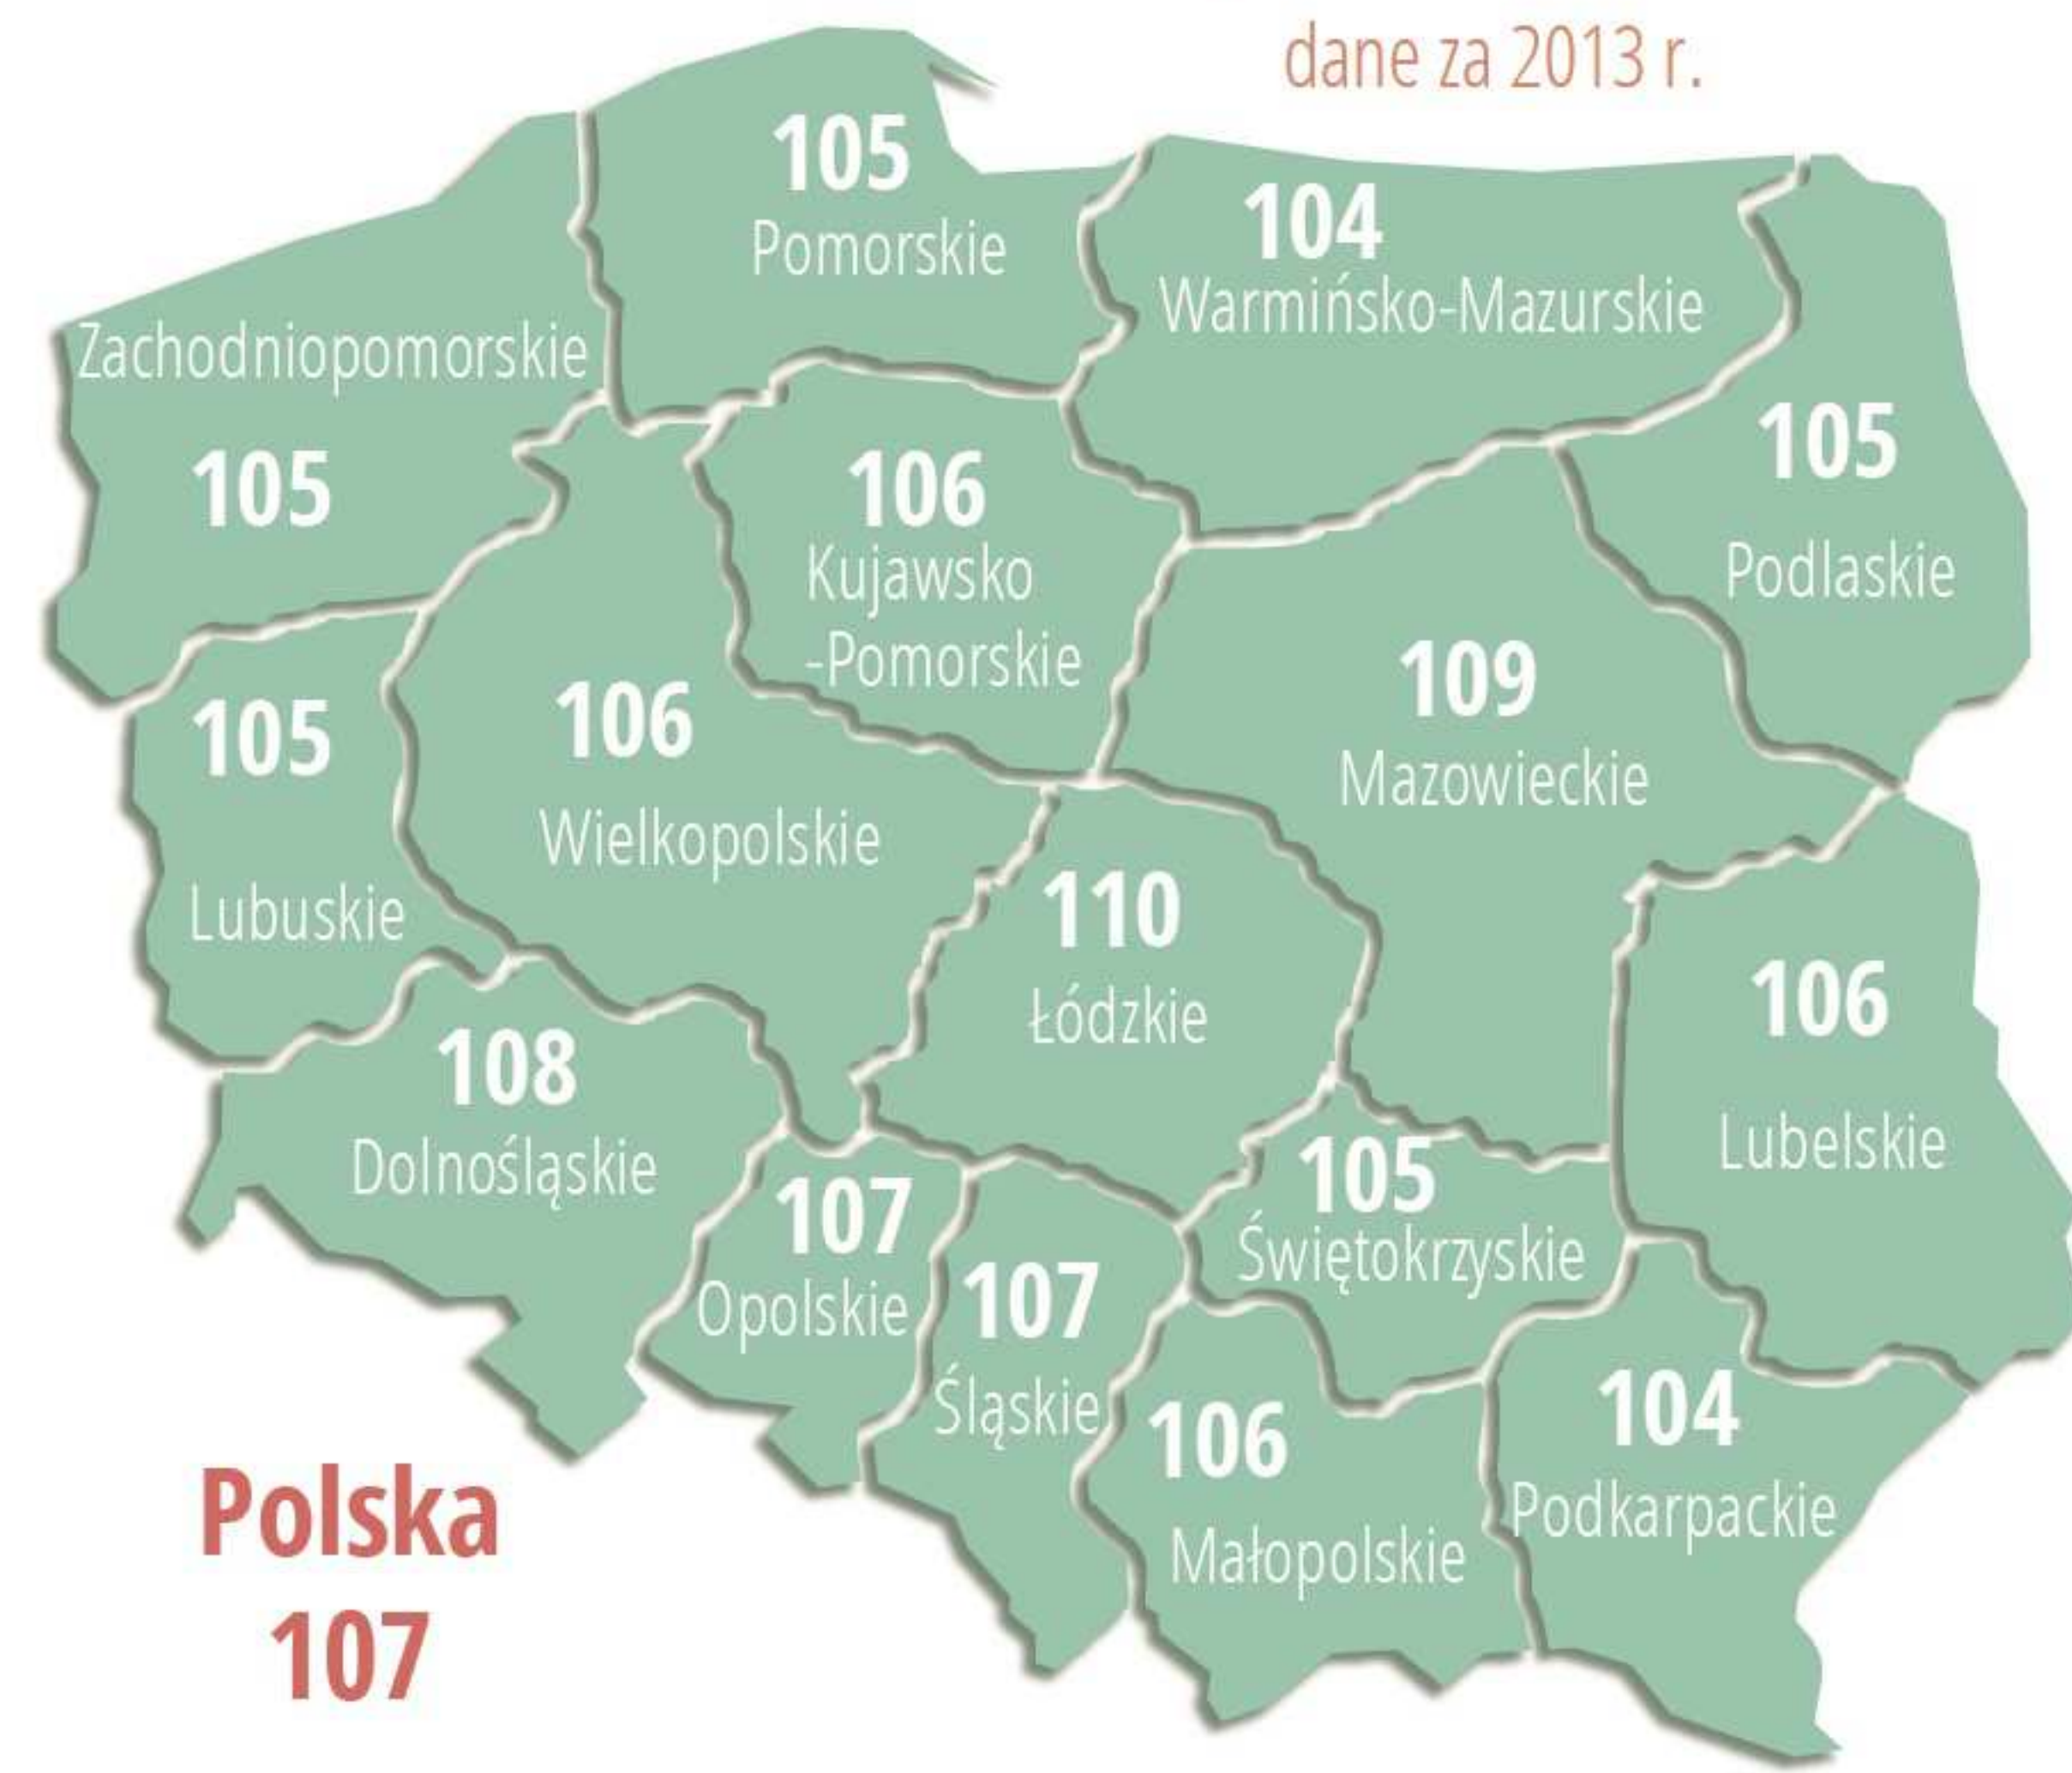 dane za 2013 r.
105
Pomorskie
104
Warmińsko-Mazurskie
Zachodniopomorskie
105
105
Podlaskie
106
Kujawsko
-Pomorskie
109
Mazowieckie
105
Lubuskie
106
Wielkopolskie
110
Łódzkie
106
Lubelskie
108
Dolnośląskie
107
Opolskie
107
Śląskie
105
Świętokrzyskie
106
Małopolskie
104
Podkarpackie
Polska
107